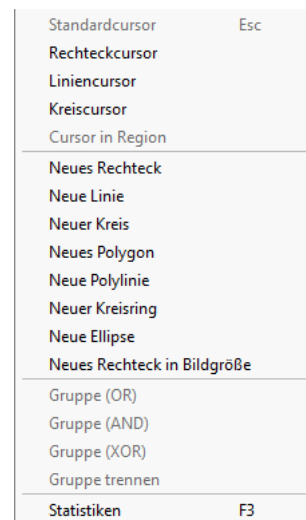 Standardcursor Esc
Rechteckcursor
Liniencursor
Kreiscursor
Cursor in Region
Neues Rechteck
Neue Linie
Neuer Kreis
Neues Polygon
Neue Polylinie
Neuer Kreisring
Neue Ellipse
Neues Rechteck in Bildgröße
Gruppe (OR)
Gruppe (AND)
Gruppe (XOR)
Gruppe trennen
Statistiken F3